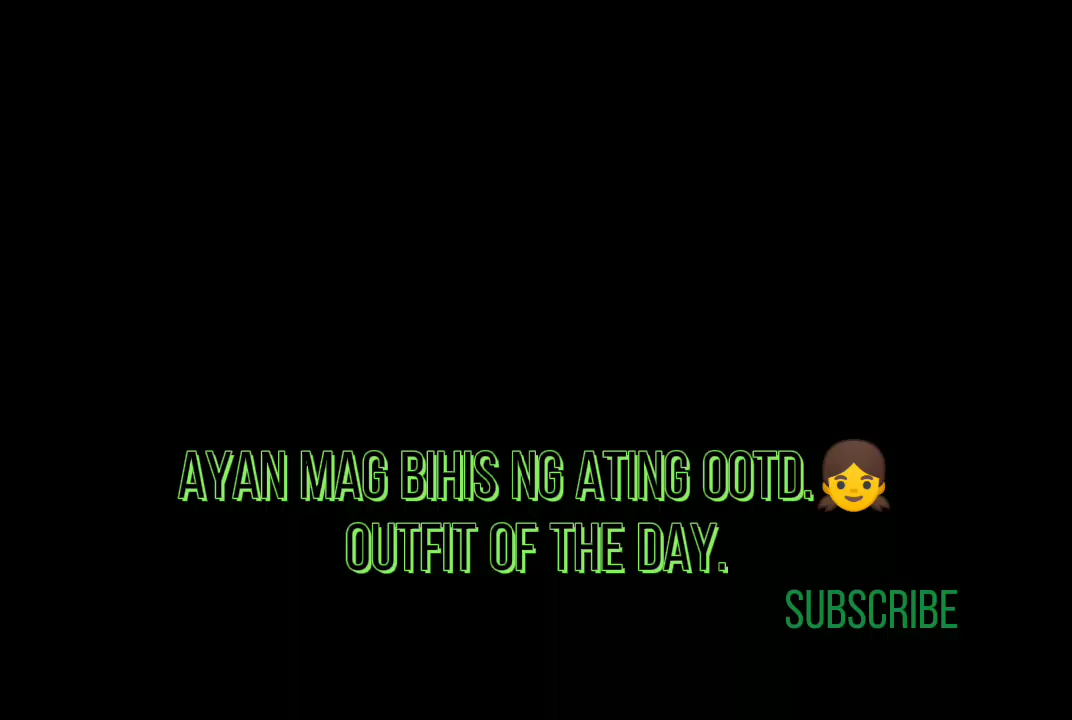 AYAN MAG BIHIS NG ATING OOTD.👧
OUTFIT OF THE DAY.
SUBSCRIBE